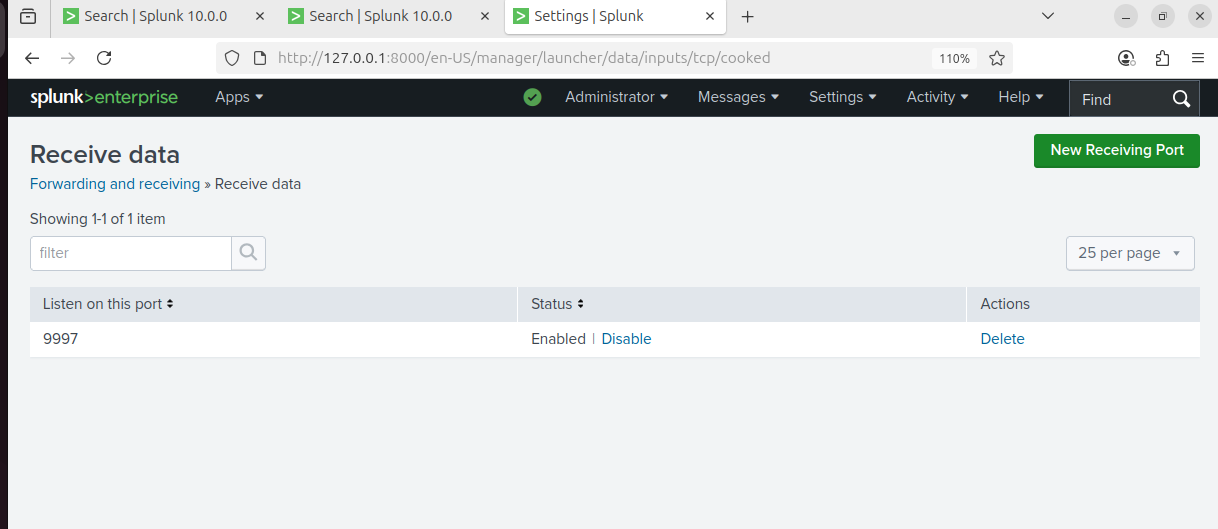 Search | Splunk 10.0.0 Search | Splunk 10.0.0 Settings | Splunk
http://127.0.0.1:8000/en-US/manager/launcher/data/inputs/tcp/cooked 110%
splunk>enterprise Apps Administrator Messages Settings Activity Help Find
Receive data New Receiving Port
Forwarding and receiving » Receive data
Showing 1-1 of 1 item
filter 25 per page
Listen on this port Status Actions
9997 Enabled | Disable Delete